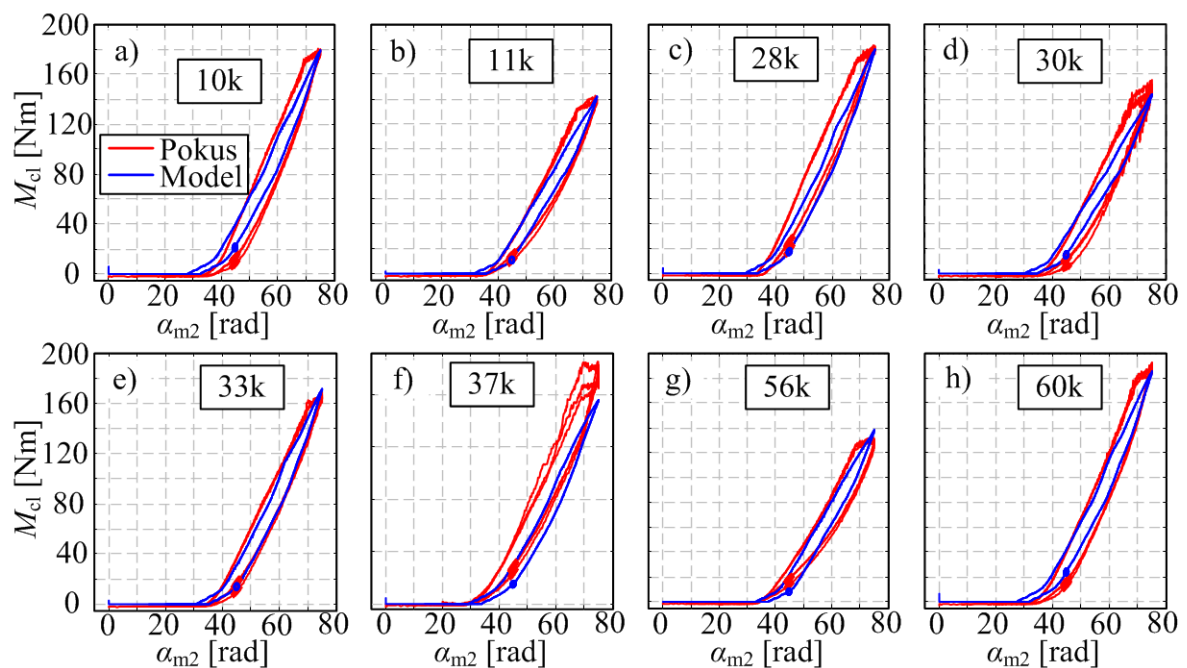 200
160
120
80
40
0
M_cl [Nm]
a)
10k
Pokus
Model
0 20 40 60 80
α_m2 [rad]
b)
11k
0 20 40 60 80
α_m2 [rad]
c)
28k
0 20 40 60 80
α_m2 [rad]
d)
30k
0 20 40 60 80
α_m2 [rad]
200
160
120
80
40
0
M_cl [Nm]
e)
33k
0 20 40 60 80
α_m2 [rad]
f)
37k
0 20 40 60 80
α_m2 [rad]
g)
56k
0 20 40 60 80
α_m2 [rad]
h)
60k
0 20 40 60 80
α_m2 [rad]